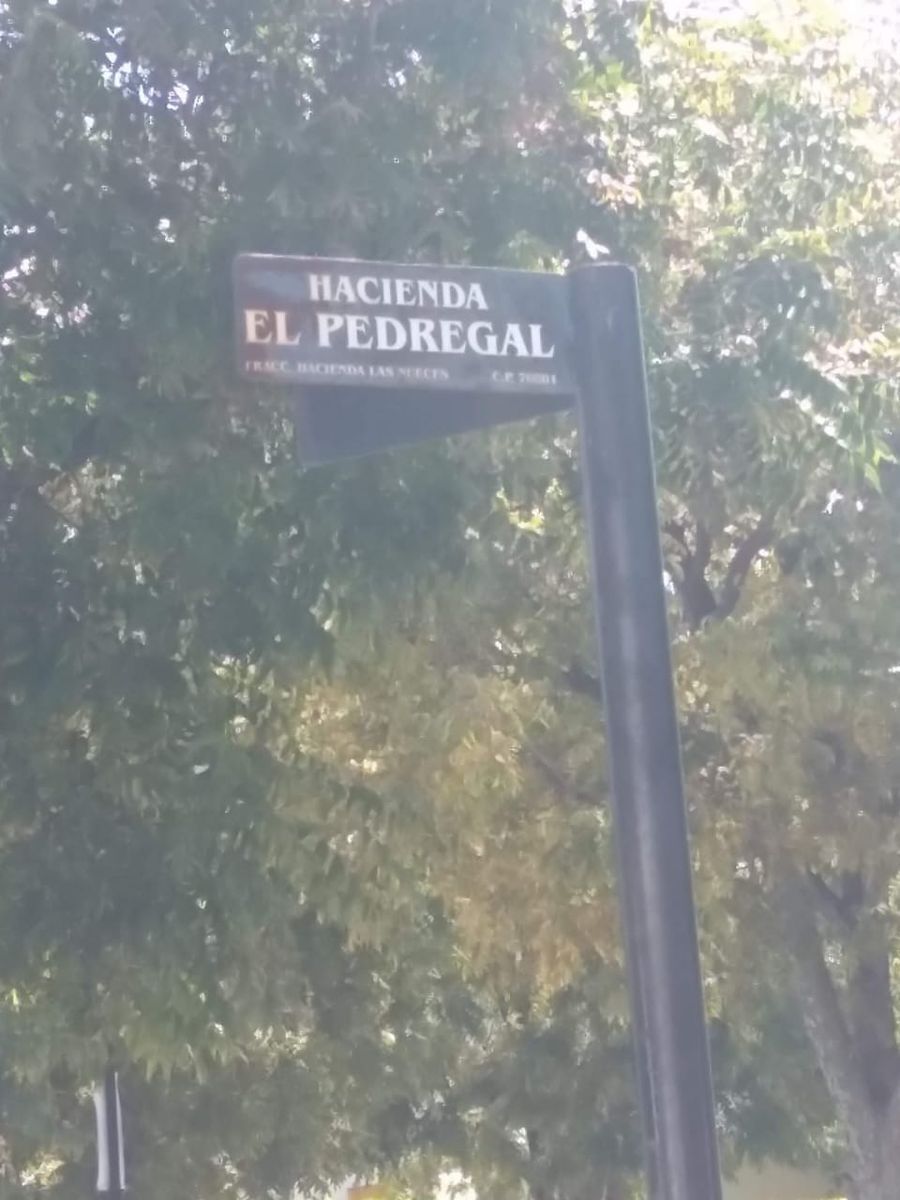 HACIENDA
EL PEDREGAL
FRACC. HACIENDA LAS NUECES C.P.